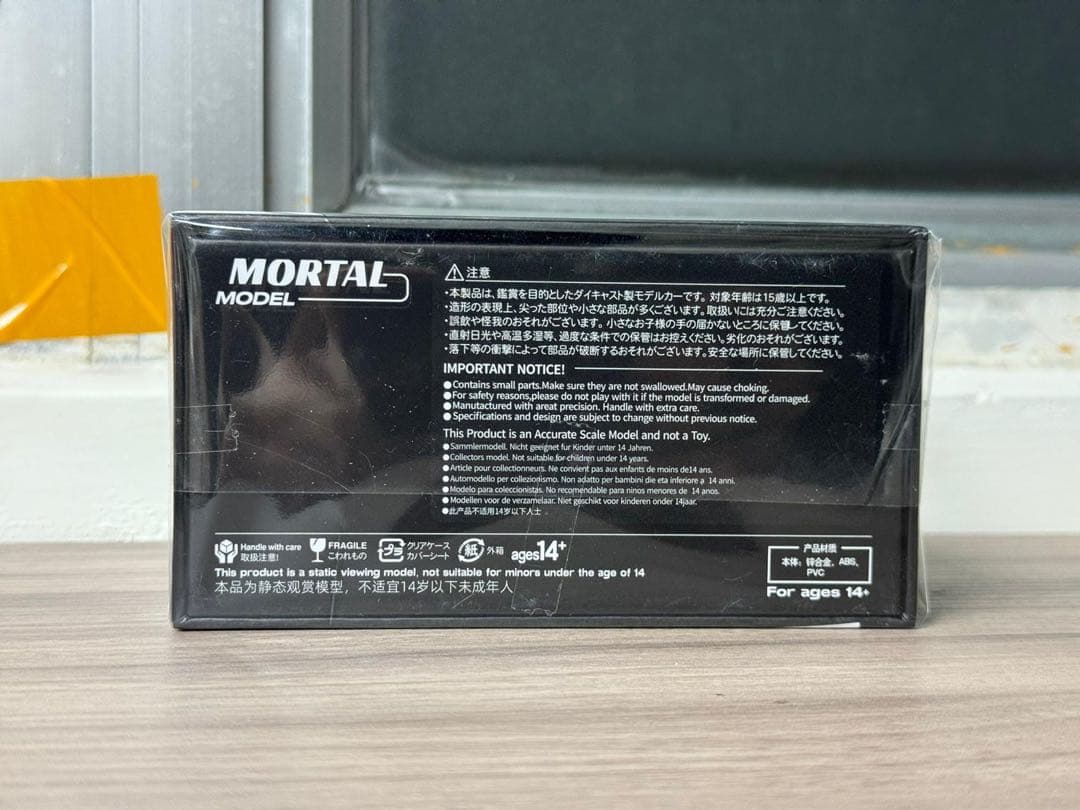 MORTAL
MODEL
注意
・本製品は、鑑賞を目的としたダイキャスト製モデルカーです。対象年齢は15歳以上です。
・造形の表現上、尖った部位や小さな部品が多くございます。取扱いには充分ご注意ください。
・誤飲や怪我のおそれがございます。小さなお子様の手の届かないところに保管してください。
・直射日光や高温多湿等、過度な条件での保管はお控えください。劣化のおそれがございます。
・落下等の衝撃によって部品が破断するおそれがございます。安全な場所に保管してください。
IMPORTANT NOTICE!
●Contains small parts.Make sure they are not swallowed.May cause choking.
●For safety reasons,please do not play with it if the model is transformed or damaged.
●Manutactured with areat precision. Handle with extra care.
●Specifications and design are subject to change without previous notice.
This Product is an Accurate Scale Model and not a Toy.
●Sammlermodell. Nicht geeignet fur Kinder unter 14 Jahren.
●Collectors model. Not suitable for children under 14 years.
●Article pour collectionneurs. Ne convient pas aux enfants de moins de14 ans.
●Automodello per collezionismo. Non adatto per bambini die eta inferiore a 14 anni.
●Modelo para coleccionistas. No recomendable para ninos menores de 14 anos.
●Modellen voor de verzamelaar. Niet geschikt voor kinderen onder 14jaar.
●此产品不适用14岁以下人士
Handle with care
取扱注意!
FRAGILE
こわれもの
プラ
クリアケース
カバーシート
紙
外箱
ages14+
This product is a static viewing model, not suitable for minors under the age of 14
本品为静态观赏模型，不适宜14岁以下未成年人
产品材质
本体：锌合金、ABS、
PVC
For ages 14+